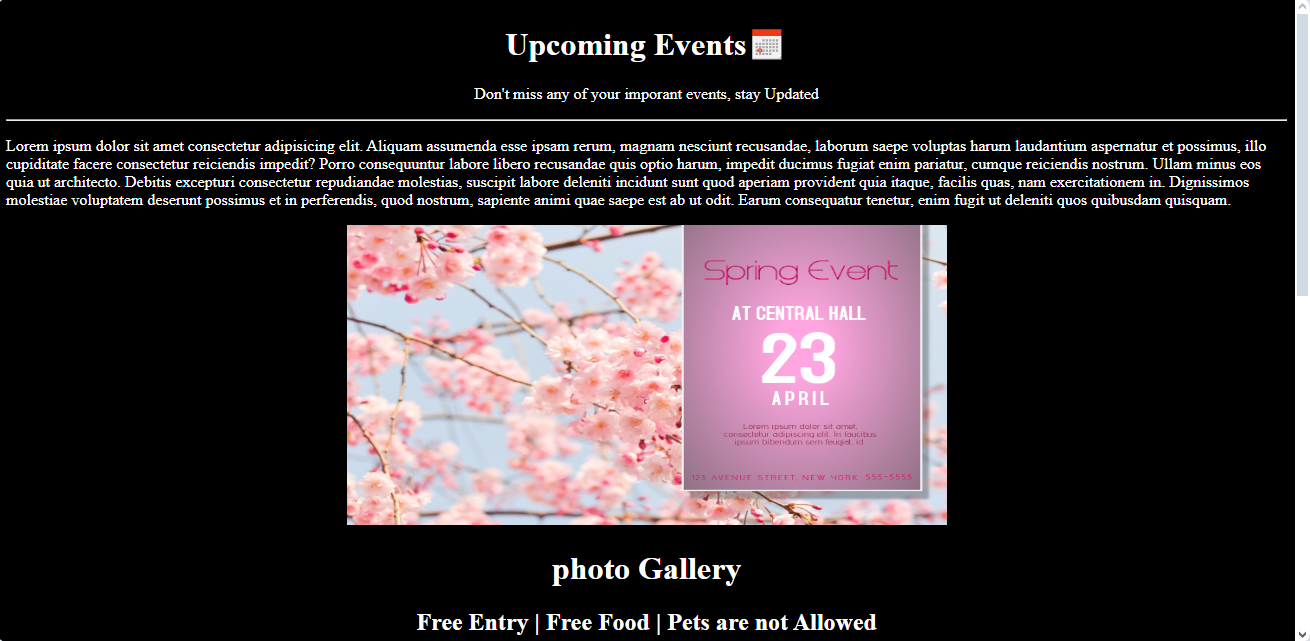 Upcoming Events
Don't miss any of your imporant events, stay Updated
Lorem ipsum dolor sit amet consectetur adipisicing elit. Aliquam assumenda esse ipsam rerum, magnam nesciunt recusandae, laborum saepe voluptas harum laudantium aspernatur et possimus, illo
cupiditate facere consectetur reiciendis impedit? Porro consequuntur labore libero recusandae quis optio harum, impedit ducimus fugiat enim pariatur, cumque reiciendis nostrum. Ullam minus eos
quia ut architecto. Debitis excepturi consectetur repudiandae molestias, suscipit labore deleniti incidunt sunt quod aperiam provident quia itaque, facilis quas, nam exercitationem in. Dignissimos
molestiae voluptatem deserunt possimus et in perferendis, quod nostrum, sapiente animi quae saepe est ab ut odit. Earum consequatur tenetur, enim fugit ut deleniti quos quibusdam quisquam.
Spring Event
AT CENTRAL HALL
23
APRIL
Lorem ipsum dolor sit amet,
consectetur adipiscing elit. In faucibus
ipsum bibendum sem feugiat, id
123 AVENUE STREET, NEW YORK 555-5555
photo Gallery
Free Entry | Free Food | Pets are not Allowed